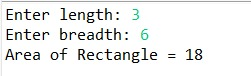 Enter length: 3
Enter breadth: 6
Area of Rectangle = 18